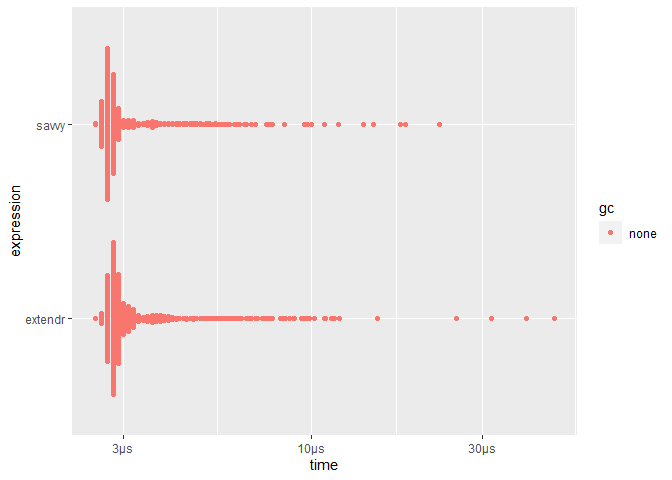 savvy
extendr
expression
3µs
10µs
30µs
time
gc
none